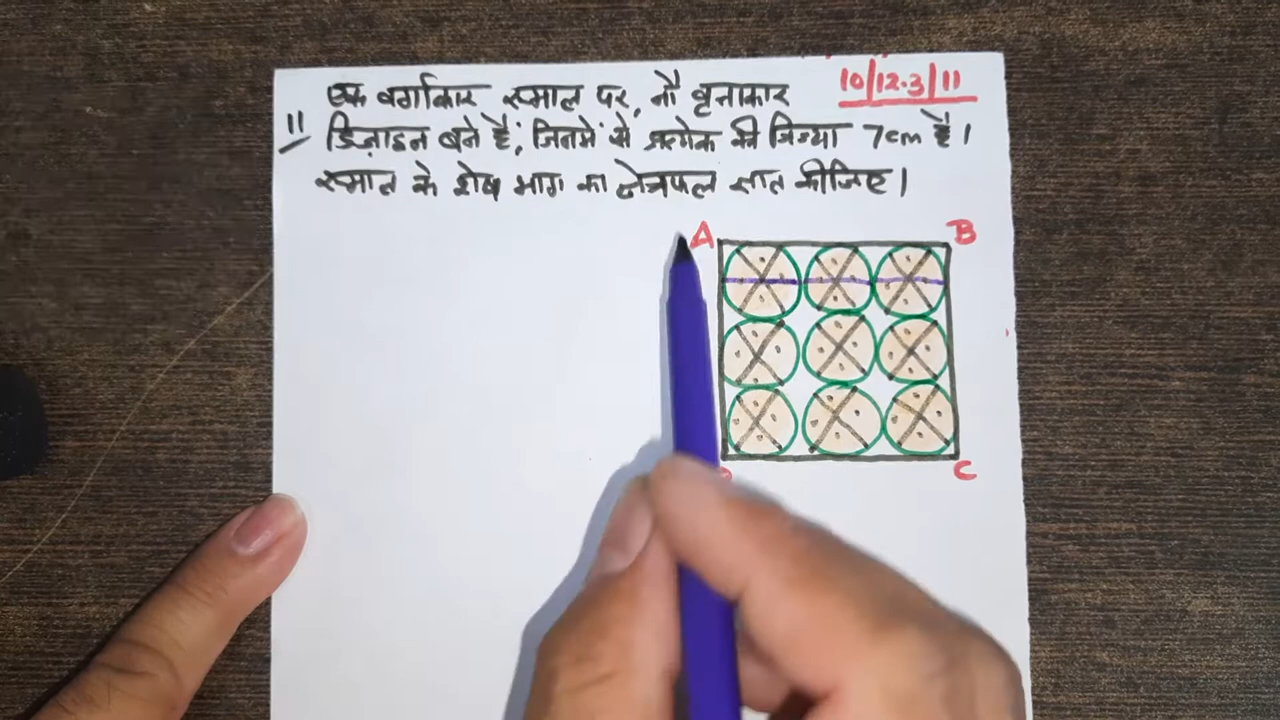 10/12.3/11
एक वर्गाकार रुमाल पर, नौ वृत्ताकार
11 डिज़ाइन बने हैं, जिनमें से प्रत्येक की त्रिज्या 7cm है।
रुमाल के शेष भाग का क्षेत्रफल ज्ञात कीजिए।
A B
C